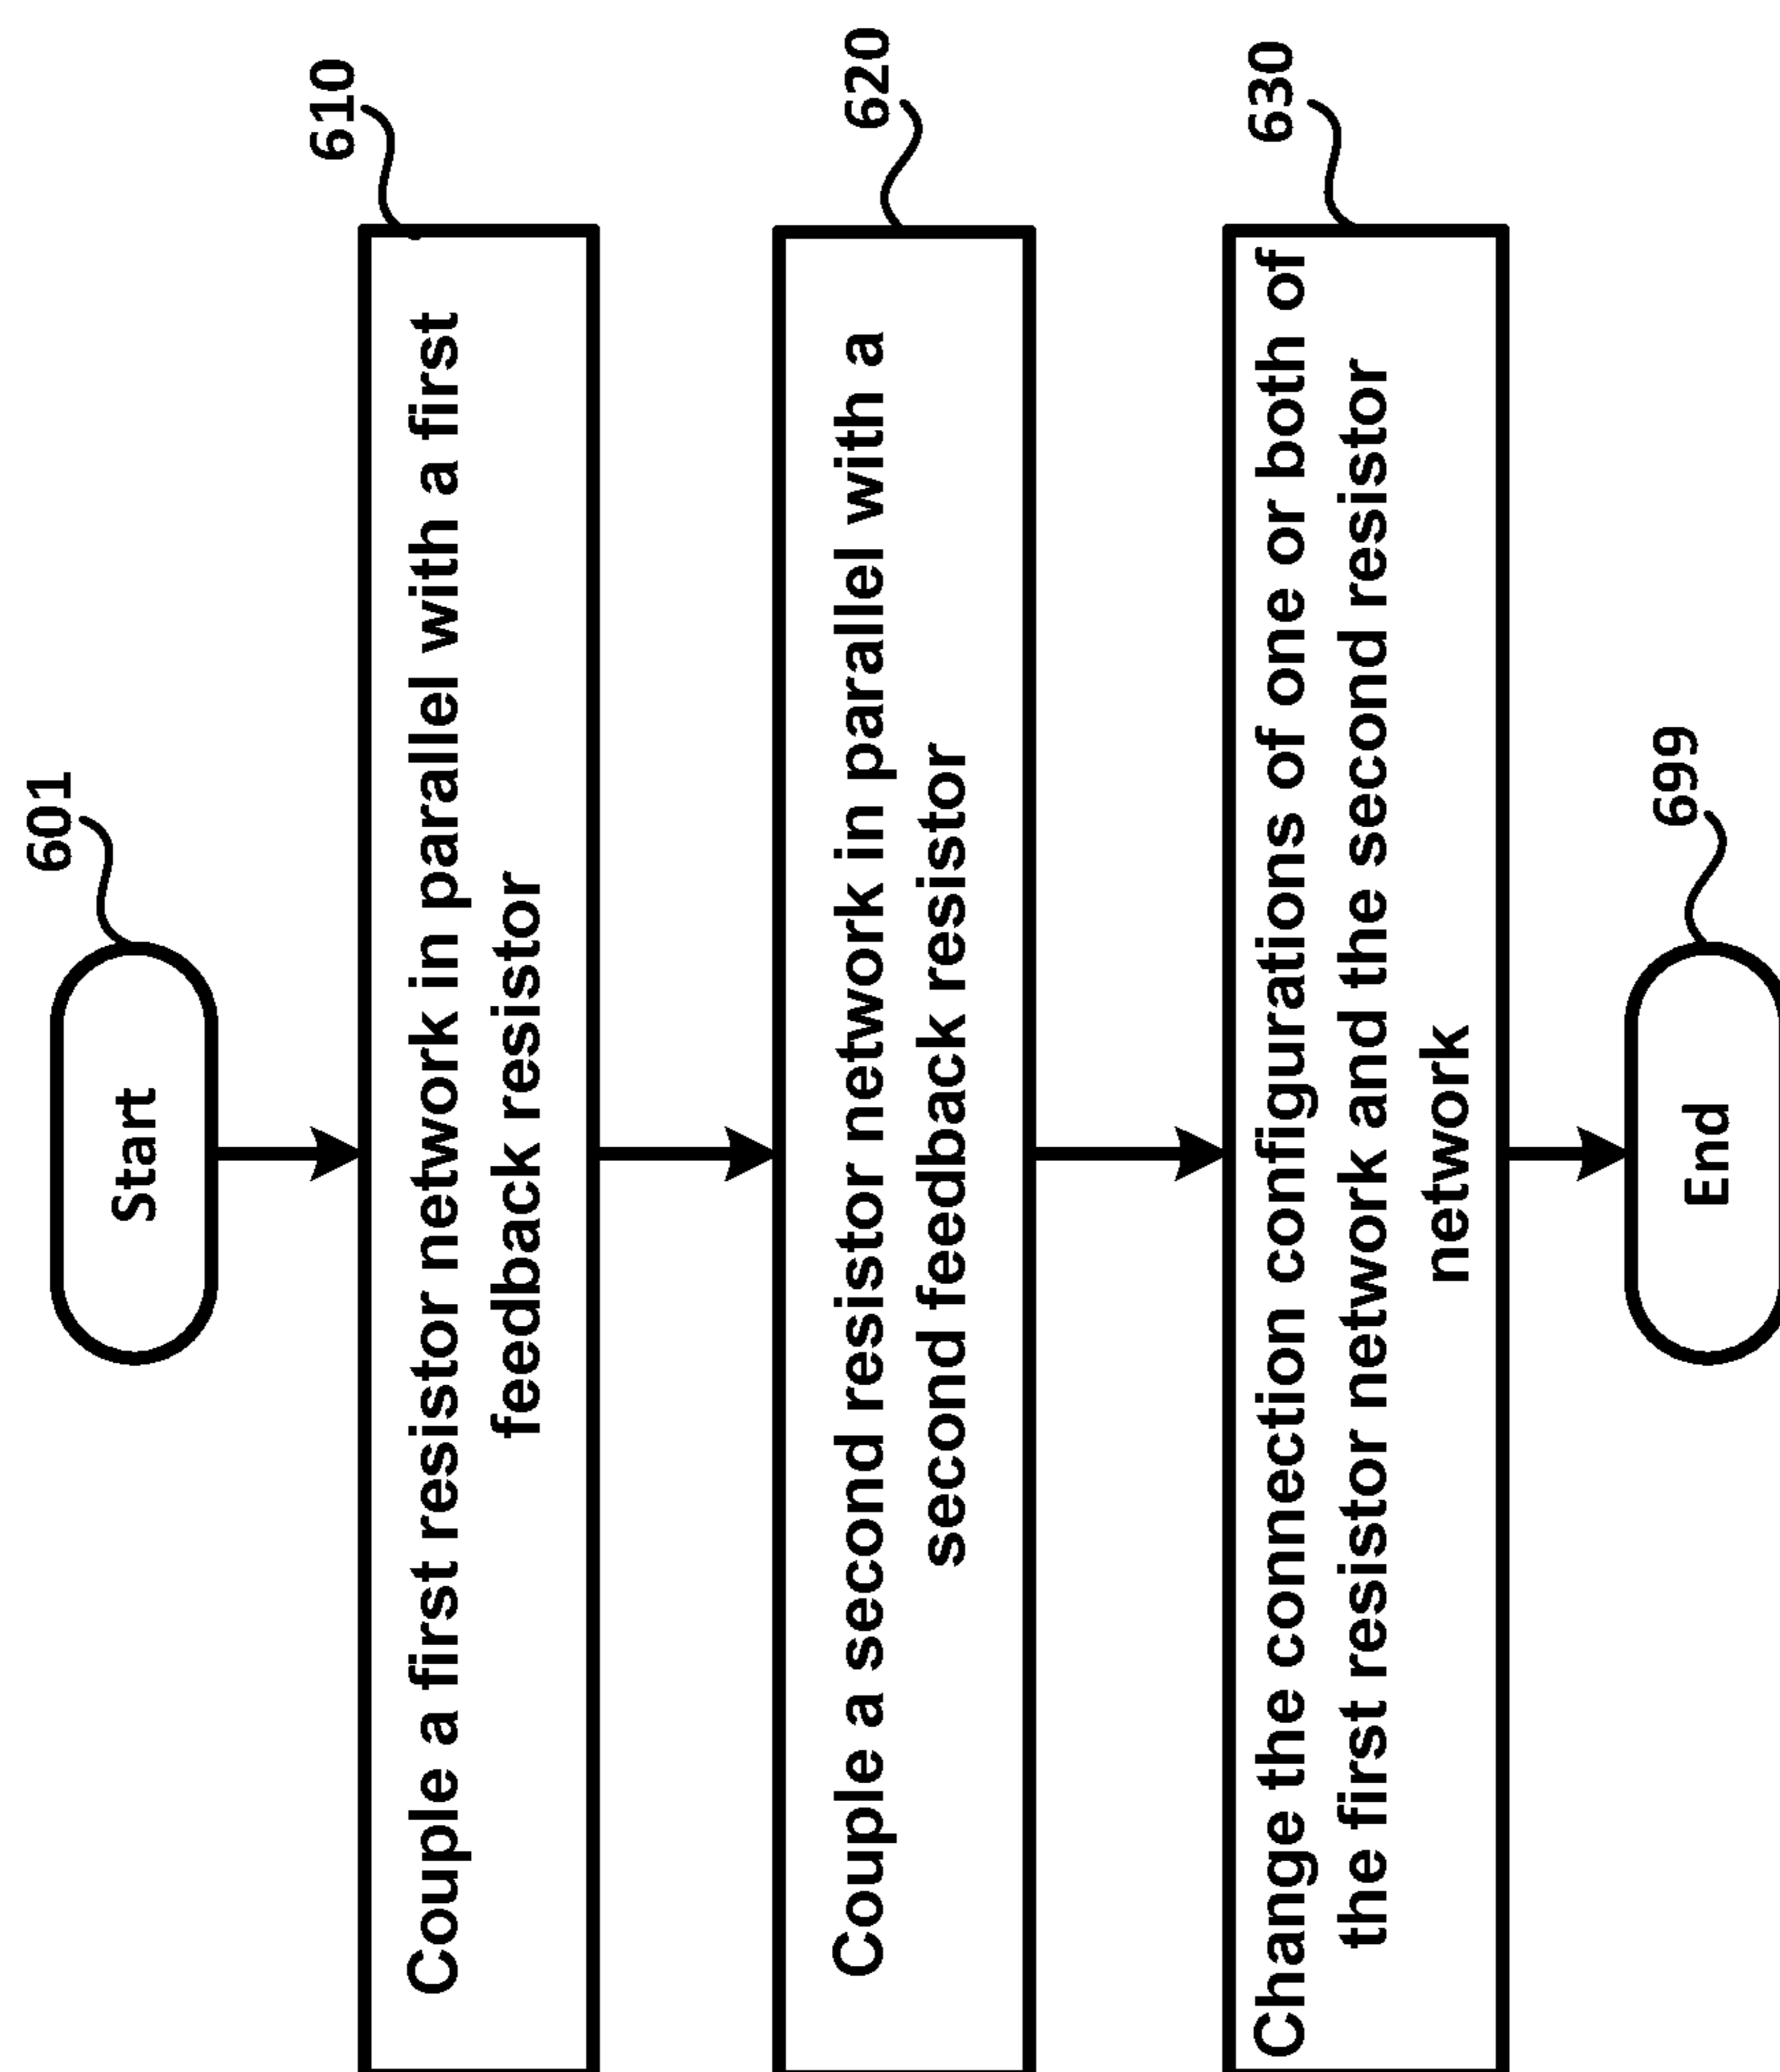 601
Start
610
Couple a first resistor network in parallel with a first
feedback resistor
620
Couple a second resistor network in parallel with a
second feedback resistor
630
Change the connection configurations of one or both of
the first resistor network and the second resistor
network
699
End